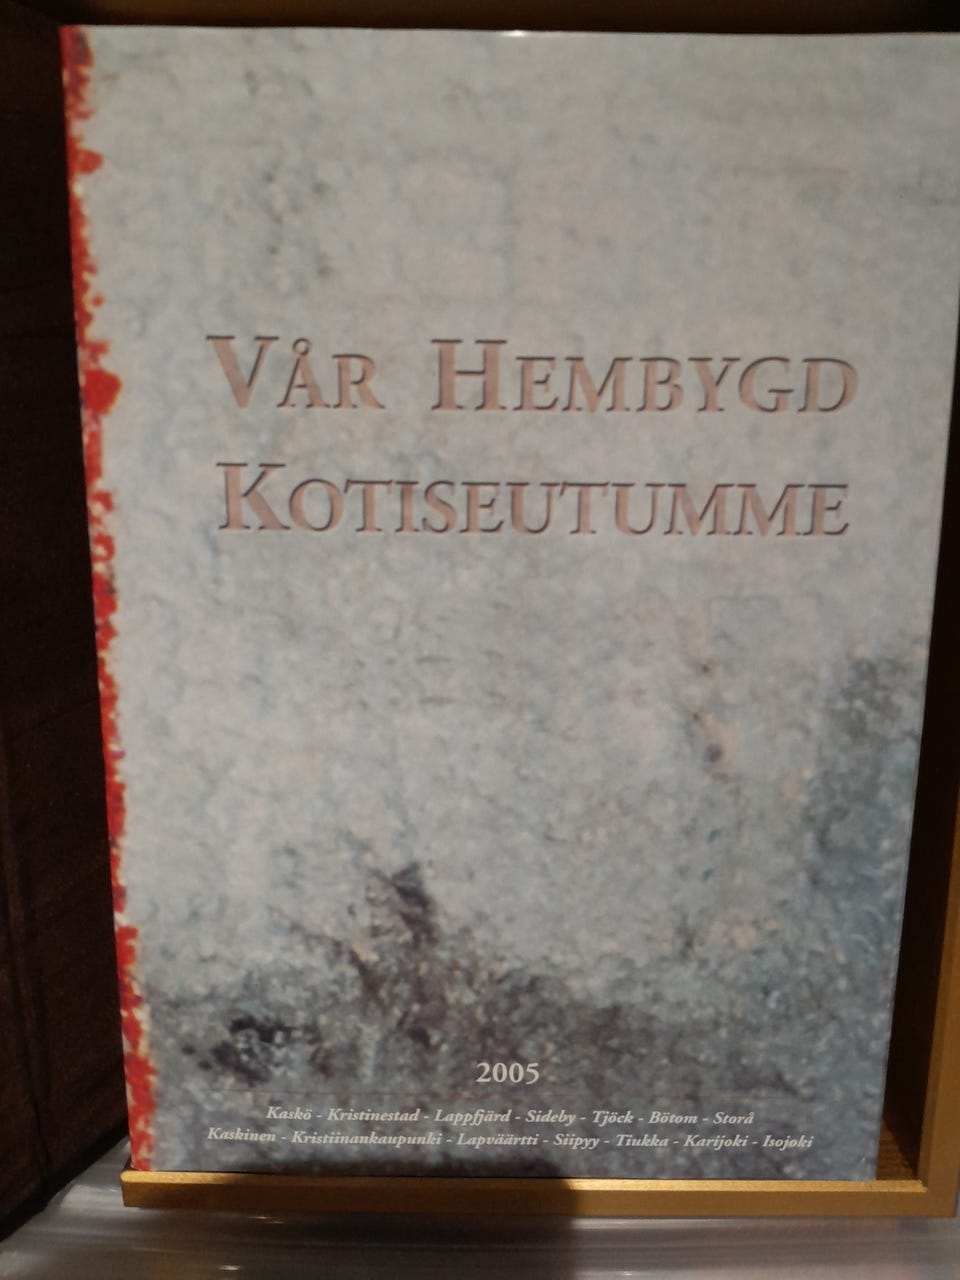 VÅR HEMBYGD
KOTISEUTUMME
2005
Kaskö - Kristinestad - Lappfjärd - Sideby - Tjöck - Bötom - Storå
Kaskinen - Kristiinankaupunki - Lapväärtti - Siipyy - Tiukka - Karijoki - Isojoki